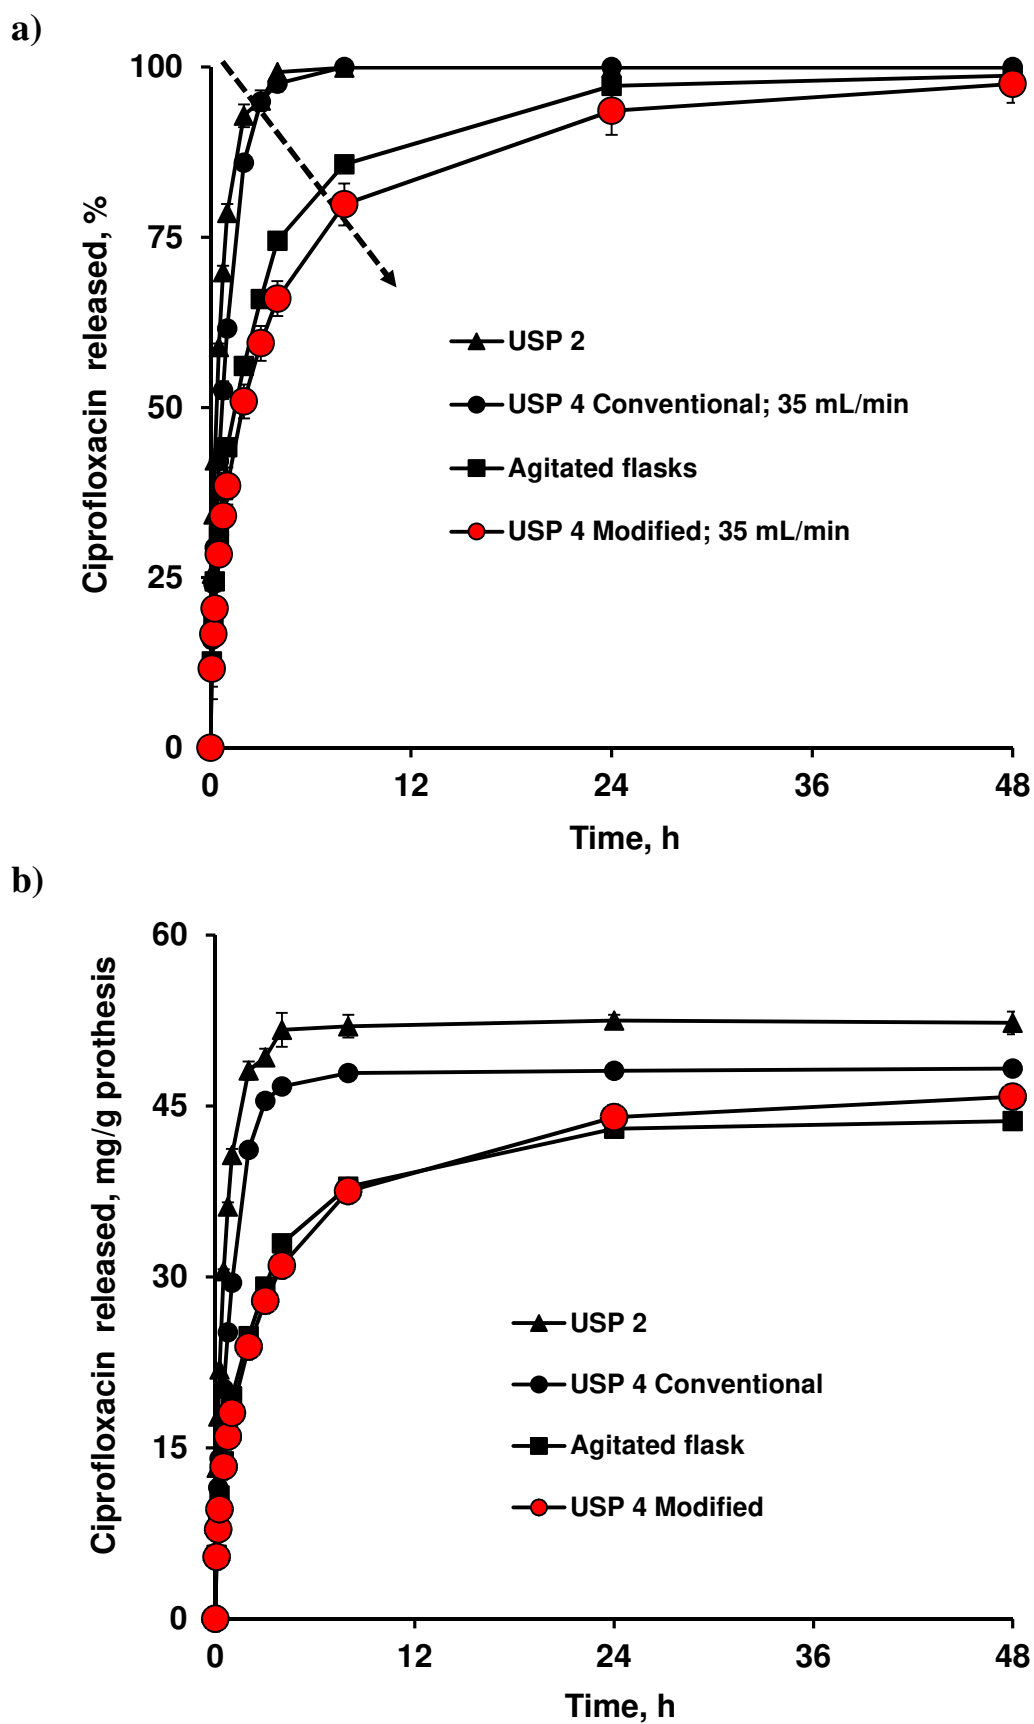 a)
100
75
50
25
0
Ciprofloxacin released, %
USP 2
USP 4 Conventional; 35 mL/min
Agitated flasks
USP 4 Modified; 35 mL/min
0 12 24 36 48
Time, h
b)
60
45
30
15
0
Ciprofloxacin released, mg/g prothesis
USP 2
USP 4 Conventional
Agitated flask
USP 4 Modified
0 12 24 36 48
Time, h